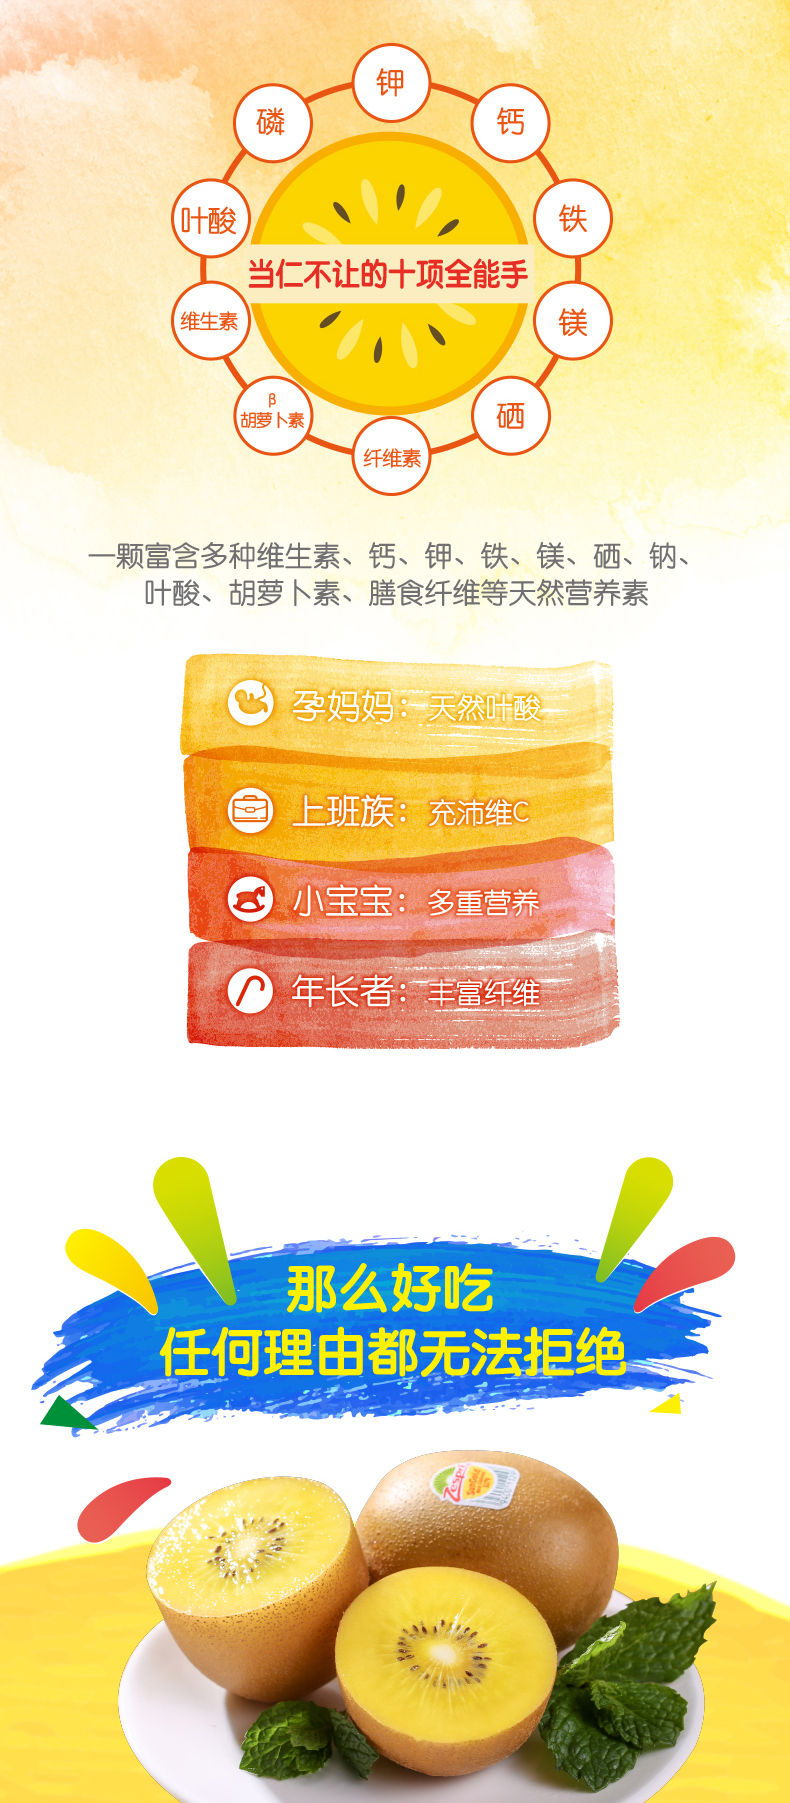 钾
磷
钙
叶酸
铁
当仁不让的十项全能手
维生素
镁
β
胡萝卜素
硒
纤维素
一颗富含多种维生素、钙、钾、铁、镁、硒、钠、
叶酸、胡萝卜素、膳食纤维等天然营养素
孕妈妈：天然叶酸
上班族：充沛维C
小宝宝：多重营养
年长者：丰富纤维
那么好吃
任何理由都无法拒绝
Zespri
SunGold